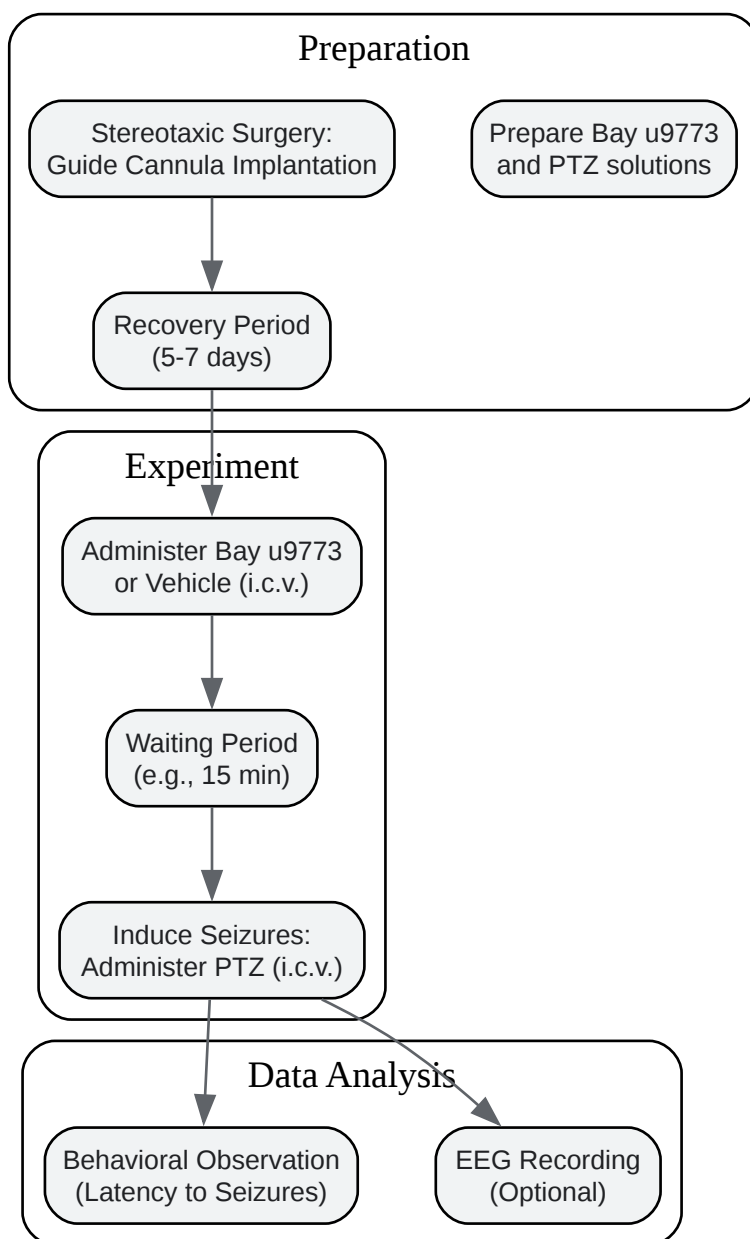 Preparation
Stereotaxic Surgery:
Guide Cannula Implantation
Prepare Bay u9773
and PTZ solutions
Recovery Period
(5-7 days)
Experiment
Administer Bay u9773
or Vehicle (i.c.v.)
Waiting Period
(e.g., 15 min)
Induce Seizures:
Administer PTZ (i.c.v.)
Data Analysis
Behavioral Observation
(Latency to Seizures)
EEG Recording
(Optional)